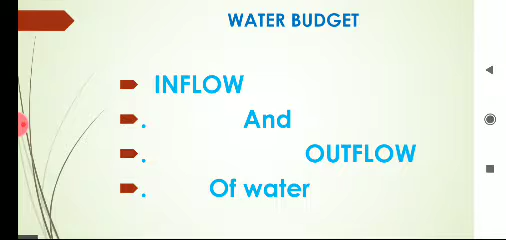 WATER BUDGET
INFLOW
. And
. OUTFLOW
. Of water